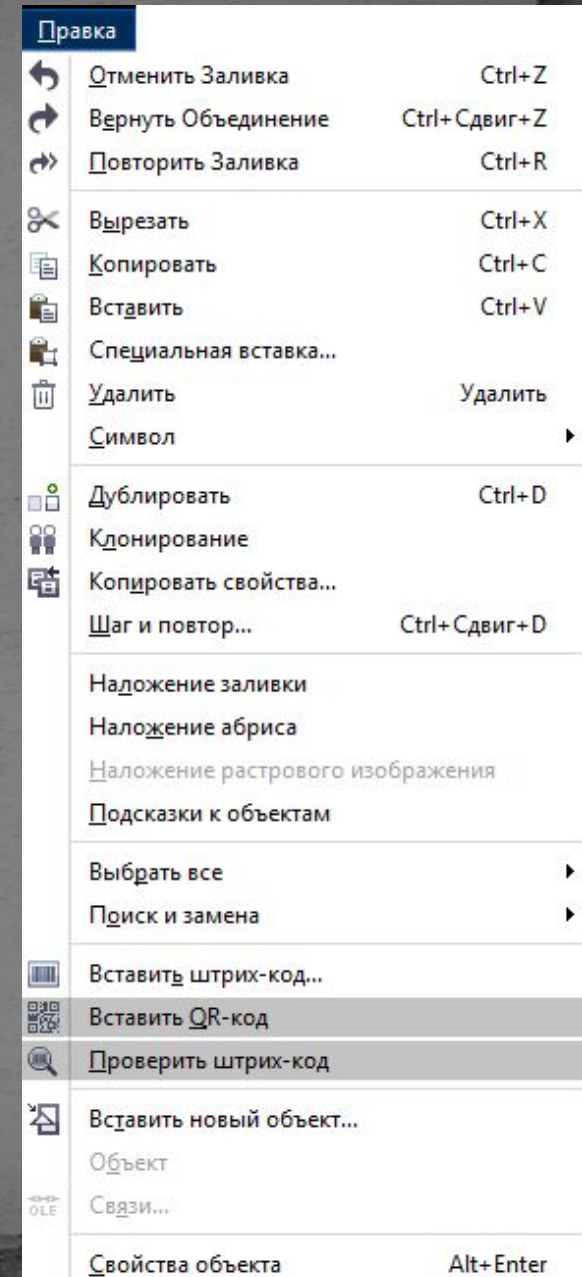 Правка
Отменить Заливка Ctrl+Z
Вернуть Объединение Ctrl+Сдвиг+Z
Повторить Заливка Ctrl+R
Вырезать Ctrl+X
Копировать Ctrl+C
Вставить Ctrl+V
Специальная вставка...
Удалить Удалить
Символ
Дублировать Ctrl+D
Клонирование
Копировать свойства...
Шаг и повтор... Ctrl+Сдвиг+D
Наложение заливки
Наложение абриса
Наложение растрового изображения
Подсказки к объектам
Выбрать все
Поиск и замена
Вставить штрих-код...
Вставить QR-код
Проверить штрих-код
Вставить новый объект...
Объект
OLE Связи...
Свойства объекта Alt+Enter